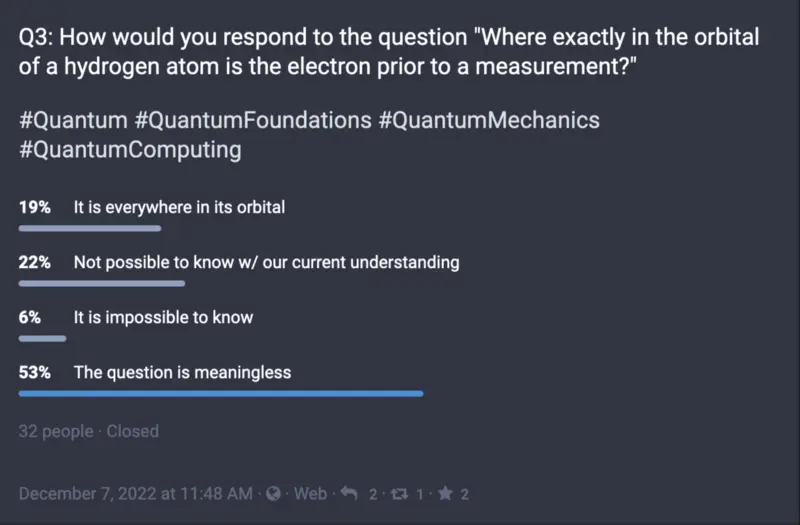 Q3: How would you respond to the question "Where exactly in the orbital
of a hydrogen atom is the electron prior to a measurement?"
#Quantum #QuantumFoundations #QuantumMechanics
#QuantumComputing
19% It is everywhere in its orbital
22% Not possible to know w/ our current understanding
6% It is impossible to know
53% The question is meaningless
32 people · Closed
December 7, 2022 at 11:48 AM · Web · 2 · 1 · 2